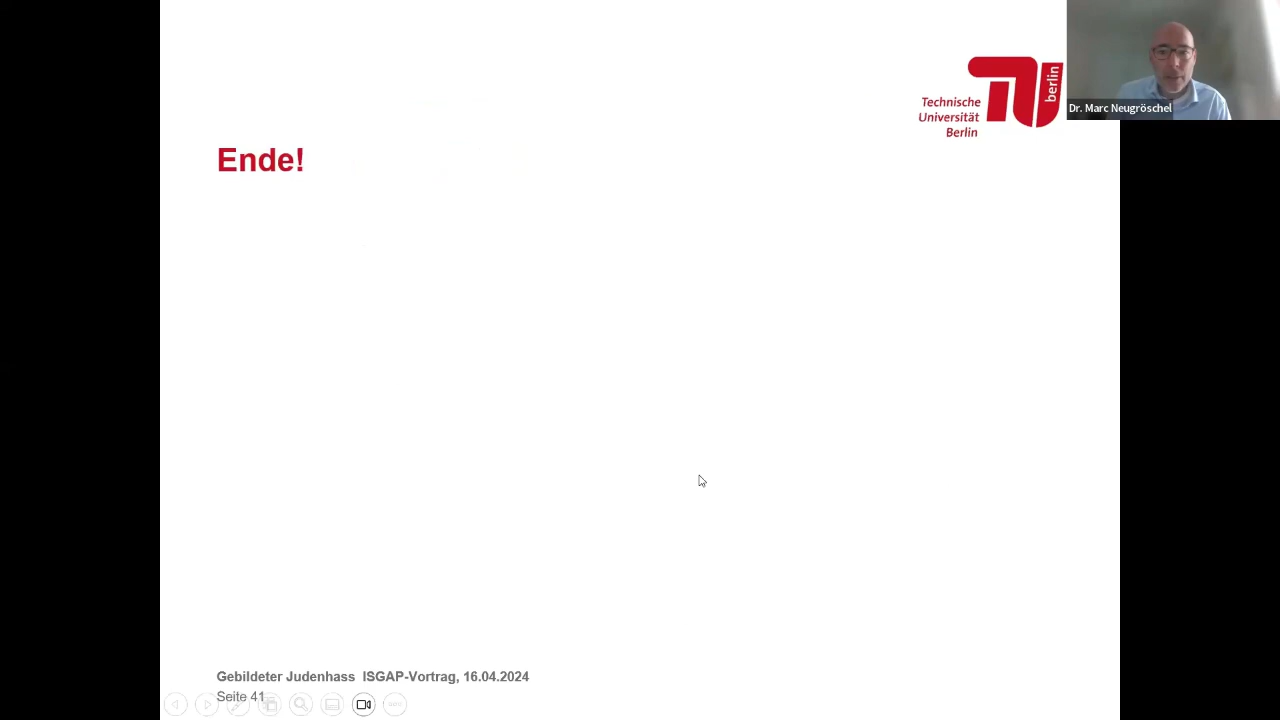 Technische
Universität
Berlin
berlin
Dr. Marc Neugröschel
Ende!
Gebildeter Judenhass ISGAP-Vortrag, 16.04.2024
Seite 41